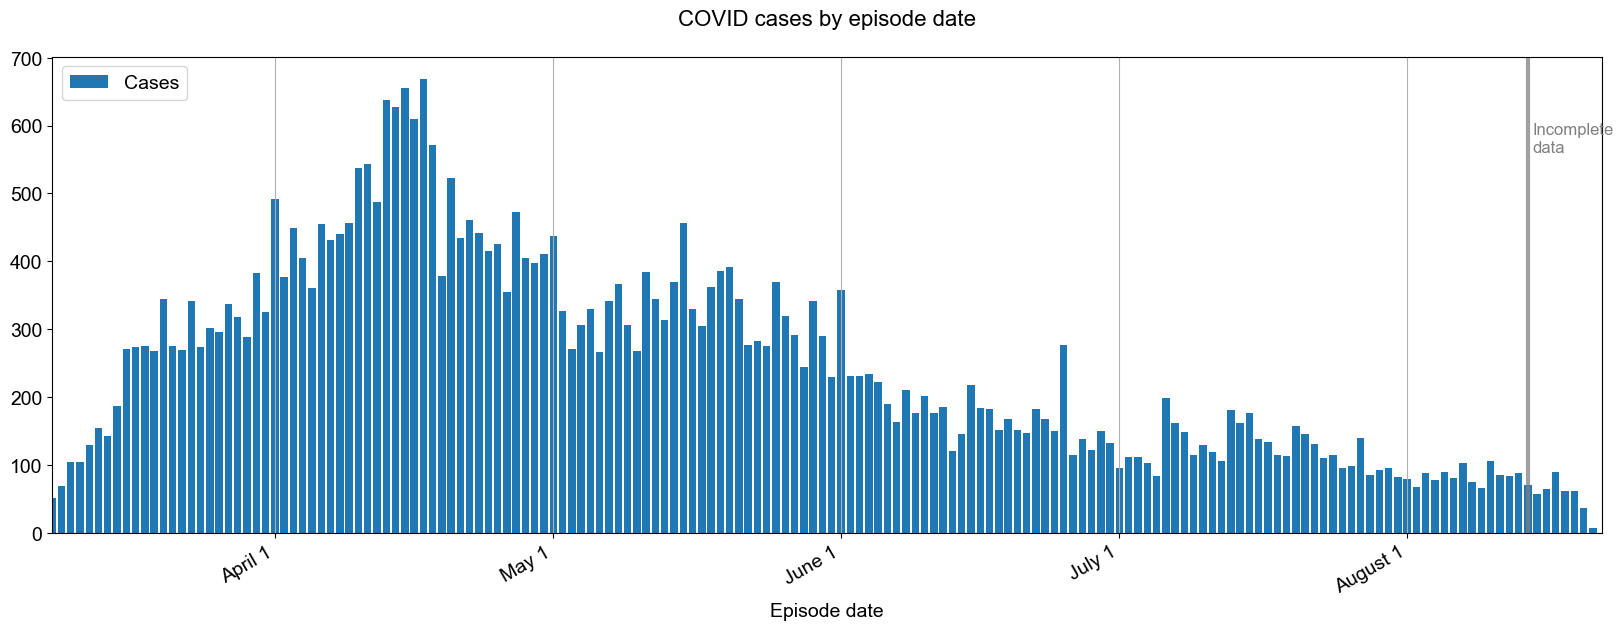 COVID cases by episode date
700
Cases
600
Incomplete
data
500
400
300
200
100
0
April 1
May 1
June 1
July 1
August 1
Episode date